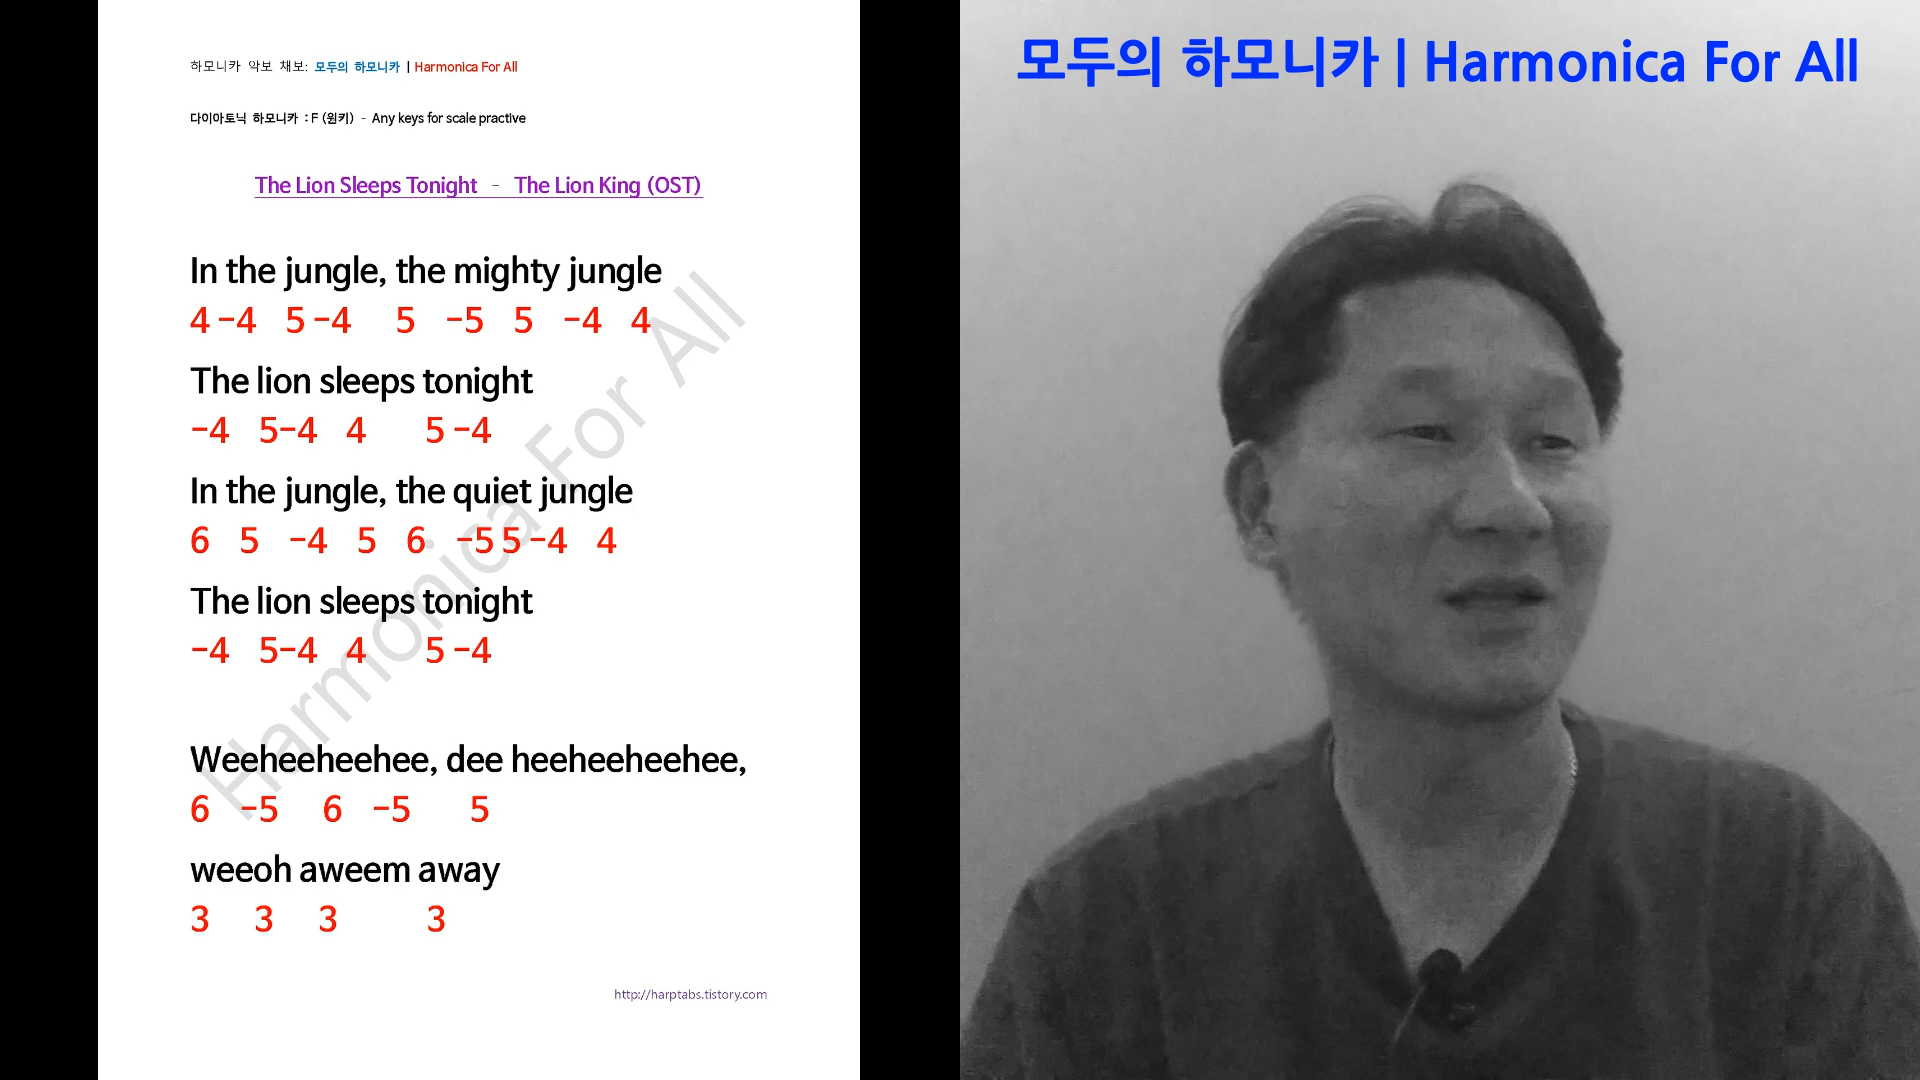 하모니카 악보 채보: 모두의 하모니카 | Harmonica For All
다이아토닉 하모니카 : F (원키) - Any keys for scale practive
The Lion Sleeps Tonight - The Lion King (OST)
In the jungle, the mighty jungle
4 -4 5 -4 5 -5 5 -4 4
The lion sleeps tonight
-4 5 -4 4 5 -4
In the jungle, the quiet jungle
6 5 -4 5 6 -5 5 -4 4
The lion sleeps tonight
-4 5 -4 4 5 -4
Weeheeheehee, dee heeheeheehee,
6 -5 6 -5 5
weeoh aweem away
3 3 3 3
http://harptabs.tistory.com
Harmonica For All
모두의 하모니카 | Harmonica For All